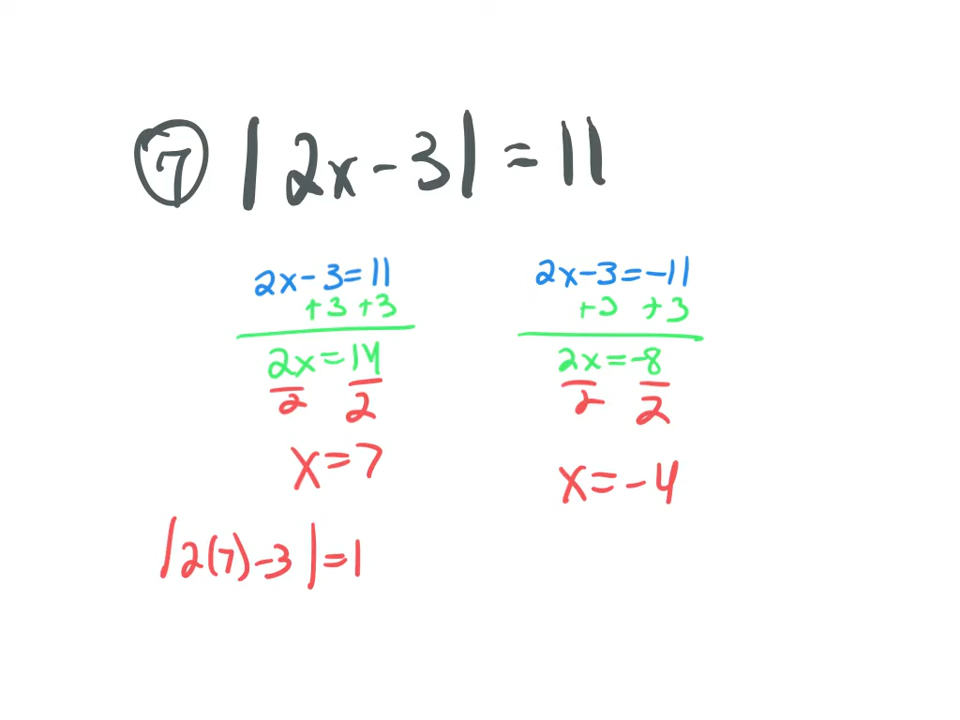 7 |2x-3| = 11
2x-3=11
+3 +3
2x=14
2 2
x=7
|2(7)-3|=1
2x-3=-11
+3 +3
2x=-8
2 2
x=-4